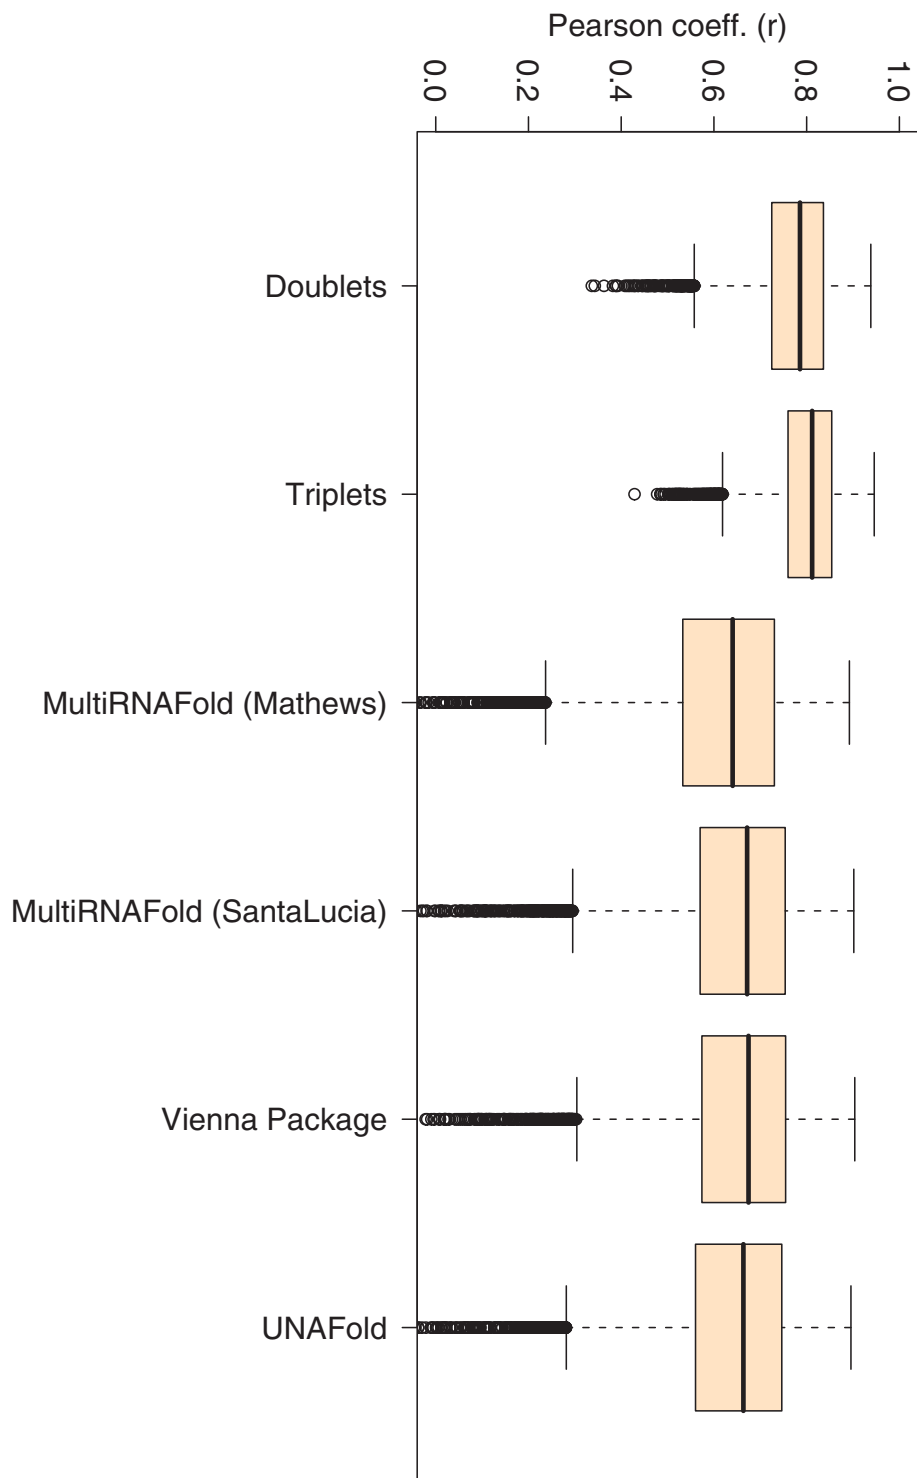 Pearson coeff. (r)
0.0 0.2 0.4 0.6 0.8 1.0
Doublets
Triplets
MultiRNAFold (Mathews)
MultiRNAFold (SantaLucia)
Vienna Package
UNAFold